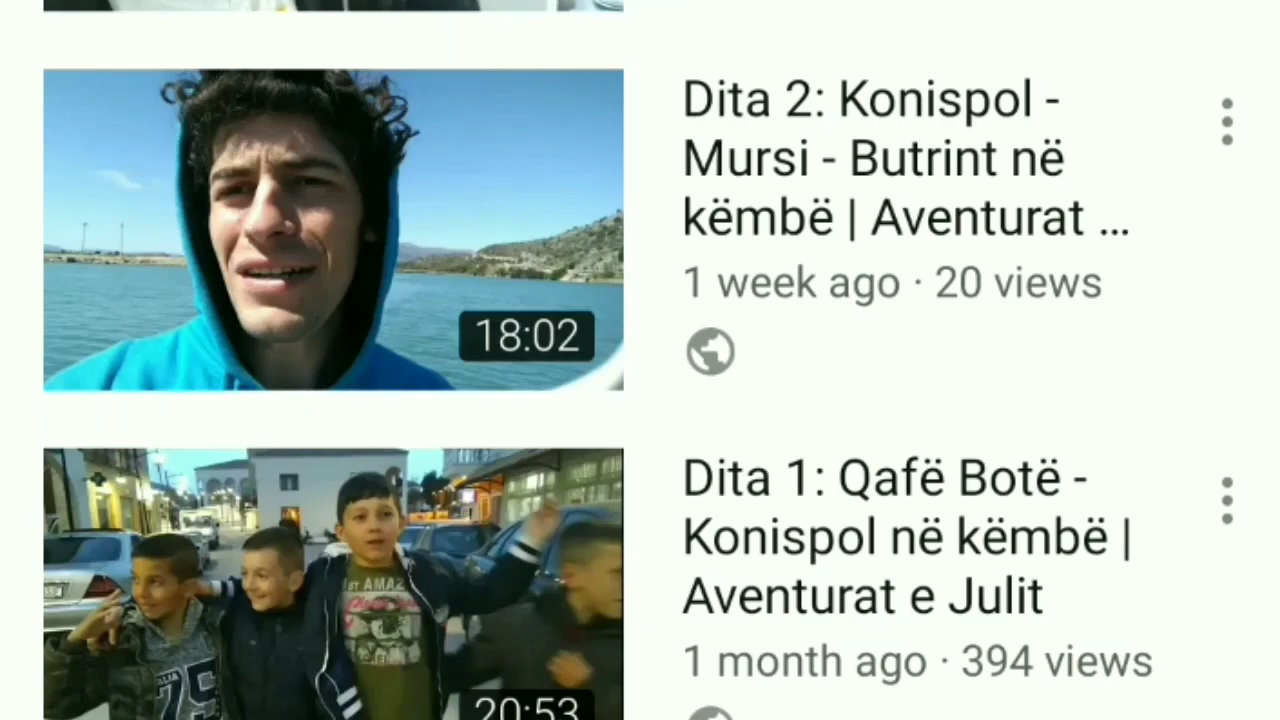 Dita 2: Konispol -
Mursi - Butrint në
këmbë | Aventurat ...
1 week ago · 20 views
18:02
Dita 1: Qafë Botë -
Konispol në këmbë |
Aventurat e Julit
1 month ago · 394 views
75
20:53